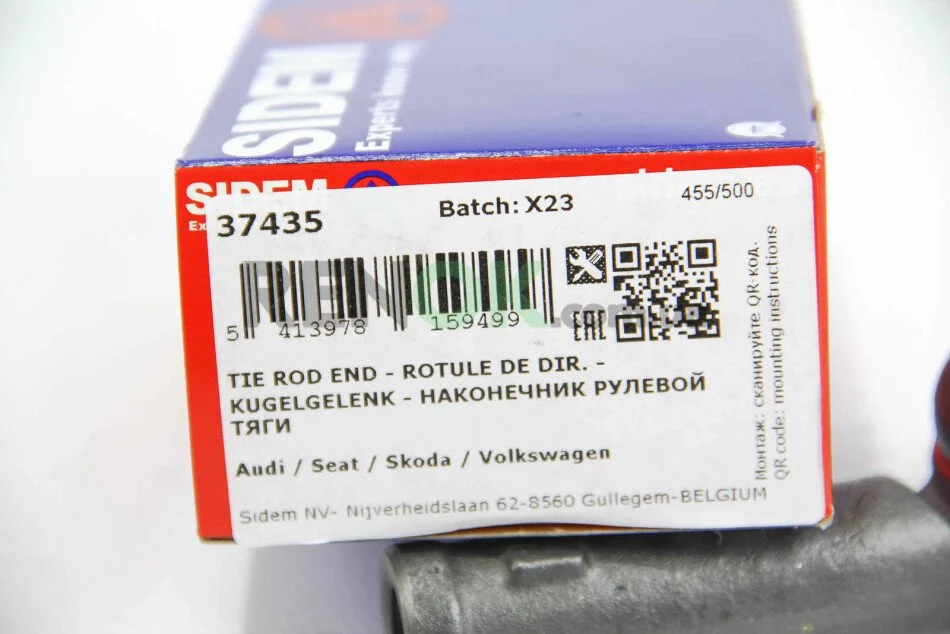 SIDEM
Experts
SIDEM
37435
Batch: X23
455/500
5 413978 159499
EAC
TIE ROD END - ROTULE DE DIR. -
KUGELGELENK - НАКОНЕЧНИК РУЛЕВОЙ
ТЯГИ
Audi / Seat / Skoda / Volkswagen
Sidem NV- Nijverheidslaan 62-8560 Gullegem-BELGIUM
Монтаж: сканируйте QR-код.
QR code: mounting instructions